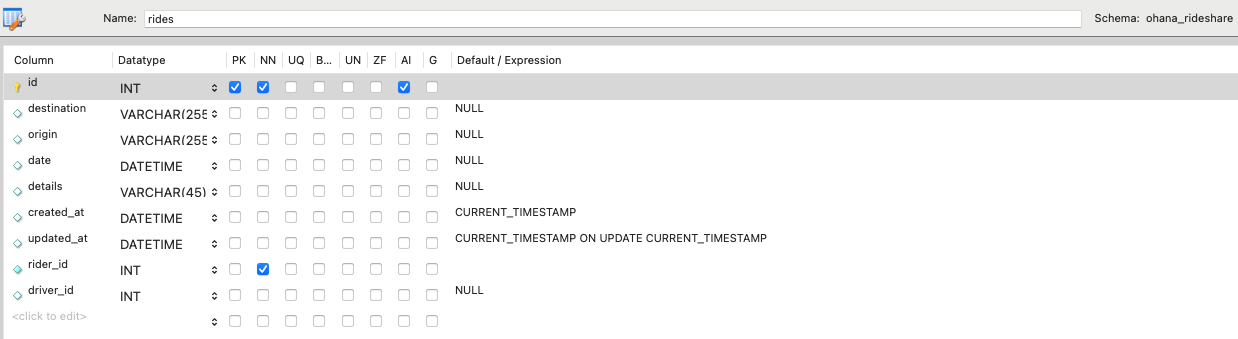 Name: rides Schema: ohana_rideshare
Column Datatype PK NN UQ B... UN ZF AI G Default / Expression
id INT
destination VARCHAR(255 NULL
origin VARCHAR(255 NULL
date DATETIME NULL
details VARCHAR(45) NULL
created_at DATETIME CURRENT_TIMESTAMP
updated_at DATETIME CURRENT_TIMESTAMP ON UPDATE CURRENT_TIMESTAMP
rider_id INT
driver_id INT NULL
<click to edit>